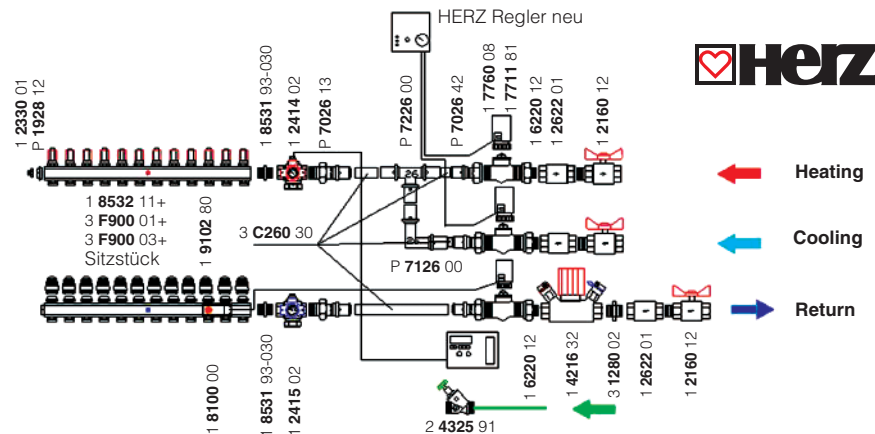 HERZ Regler neu
HERZ
1 2330 01
P 1928 12
1 8531 93-030
1 2414 02
P 7026 13
P 7226 00
P 7026 42
1 7760 08
1 7711 81
1 6220 12
1 2622 01
1 2160 12
26
Heating
1 8532 11+
3 F900 01+
3 F900 03+
Sitzstück
1 9102 80
3 C260 30
P 7126 00
Cooling
Return
1 8100 00
1 8531 93-030
1 2415 02
1 6220 12
1 4216 32
3 1280 02
1 2622 01
1 2160 12
2 4325 91